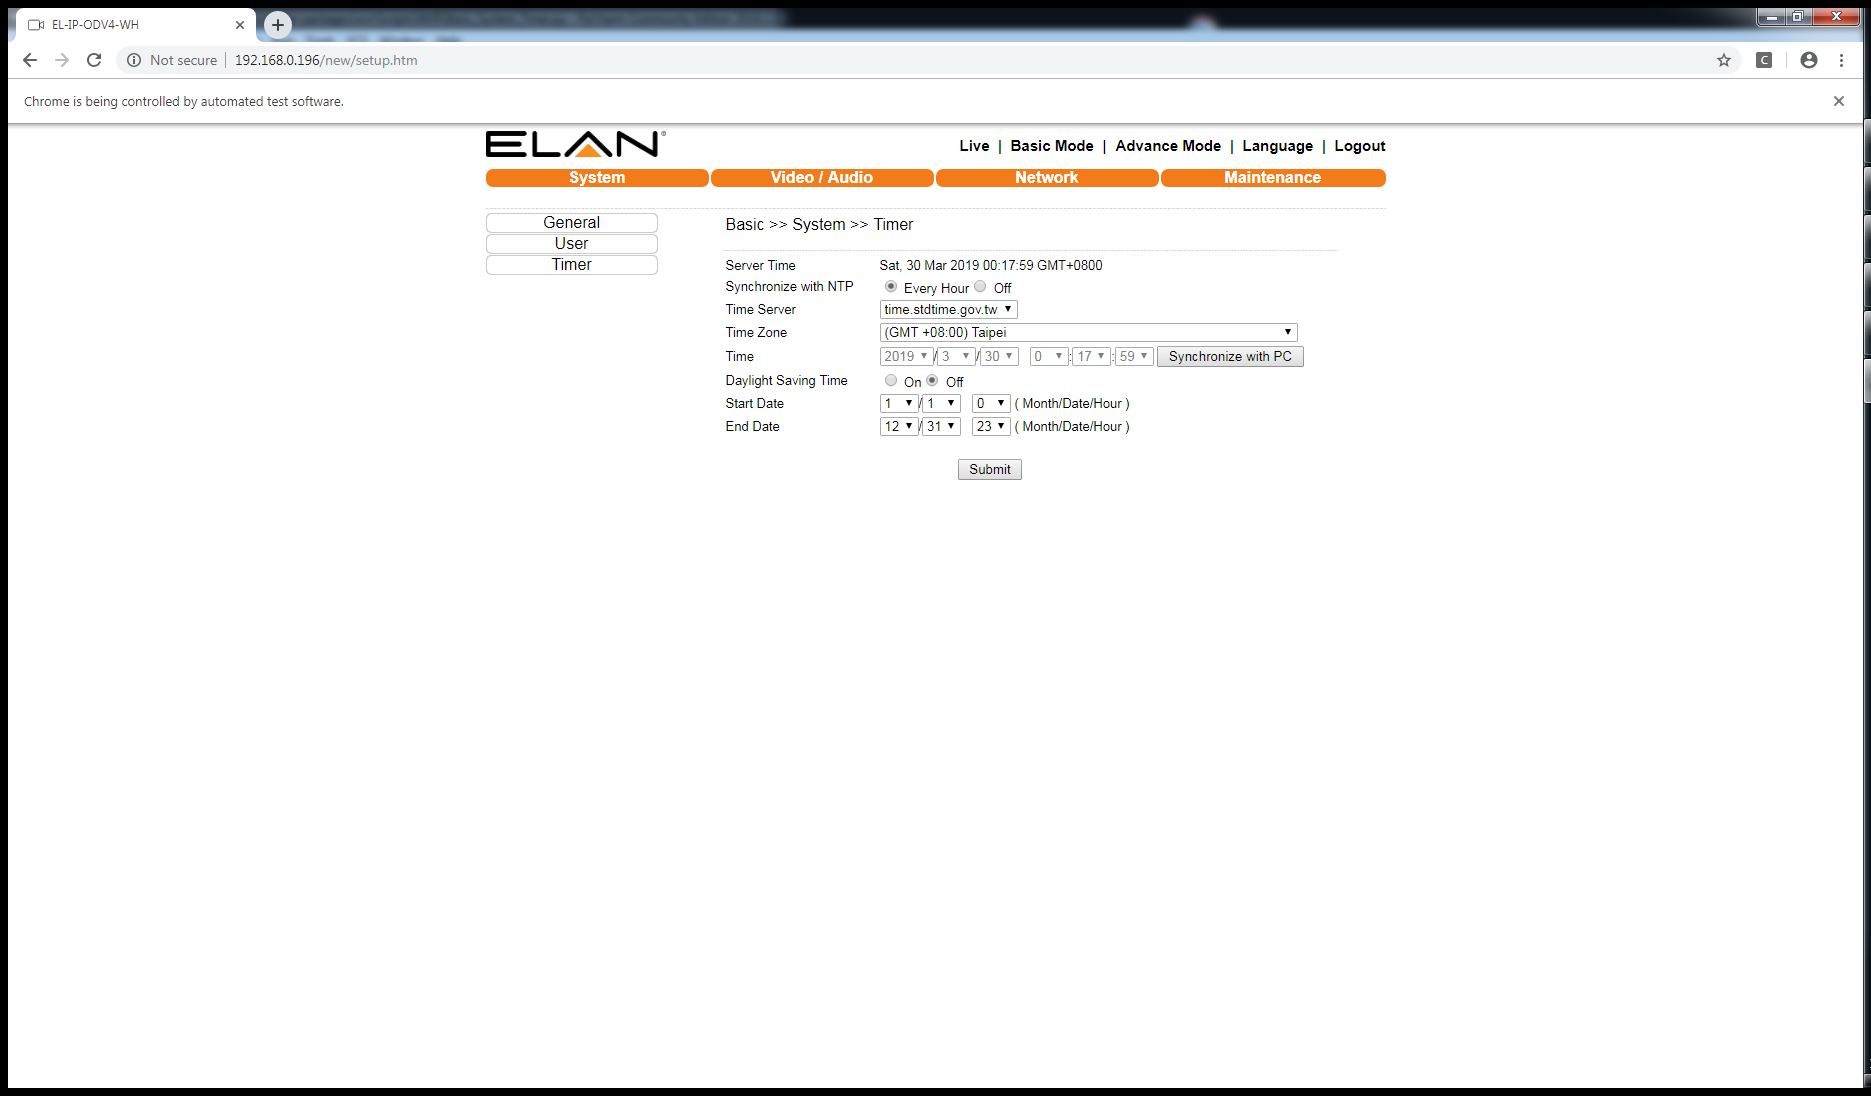 EL-IP-ODV4-WH
Not secure | 192.168.0.196/new/setup.htm
C
Chrome is being controlled by automated test software.
ELAN®
Live | Basic Mode | Advance Mode | Language | Logout
System Video / Audio Network Maintenance
General
User
Timer
Basic >> System >> Timer
Server Time Sat, 30 Mar 2019 00:17:59 GMT+0800
Synchronize with NTP Every Hour Off
Time Server time.stdtime.gov.tw
Time Zone (GMT +08:00) Taipei
Time 2019 / 3 / 30 0 : 17 : 59 Synchronize with PC
Daylight Saving Time On Off
Start Date 1 / 1 0 ( Month/Date/Hour )
End Date 12 / 31 23 ( Month/Date/Hour )
Submit